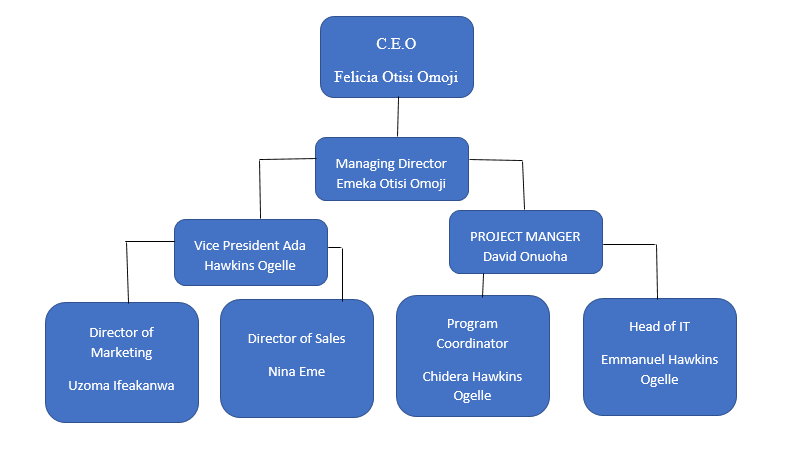 C.E.O
Felicia Otisi Omoji
Managing Director
Emeka Otisi Omoji
Vice President Ada
Hawkins Ogelle
PROJECT MANGER
David Onuoha
Director of
Marketing
Uzoma Ifeakanwa
Director of Sales
Nina Eme
Program
Coordinator
Chidera Hawkins
Ogelle
Head of IT
Emmanuel Hawkins
Ogelle